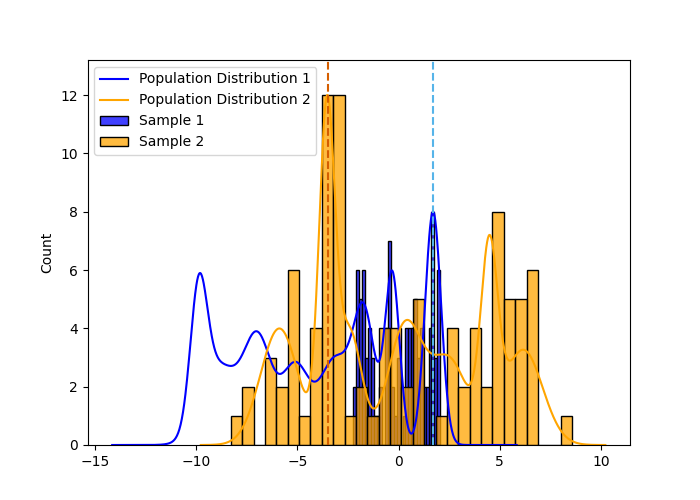 Population Distribution 1
Population Distribution 2
Sample 1
Sample 2
Count
12
10
8
6
4
2
0
−15
−10
−5
0
5
10